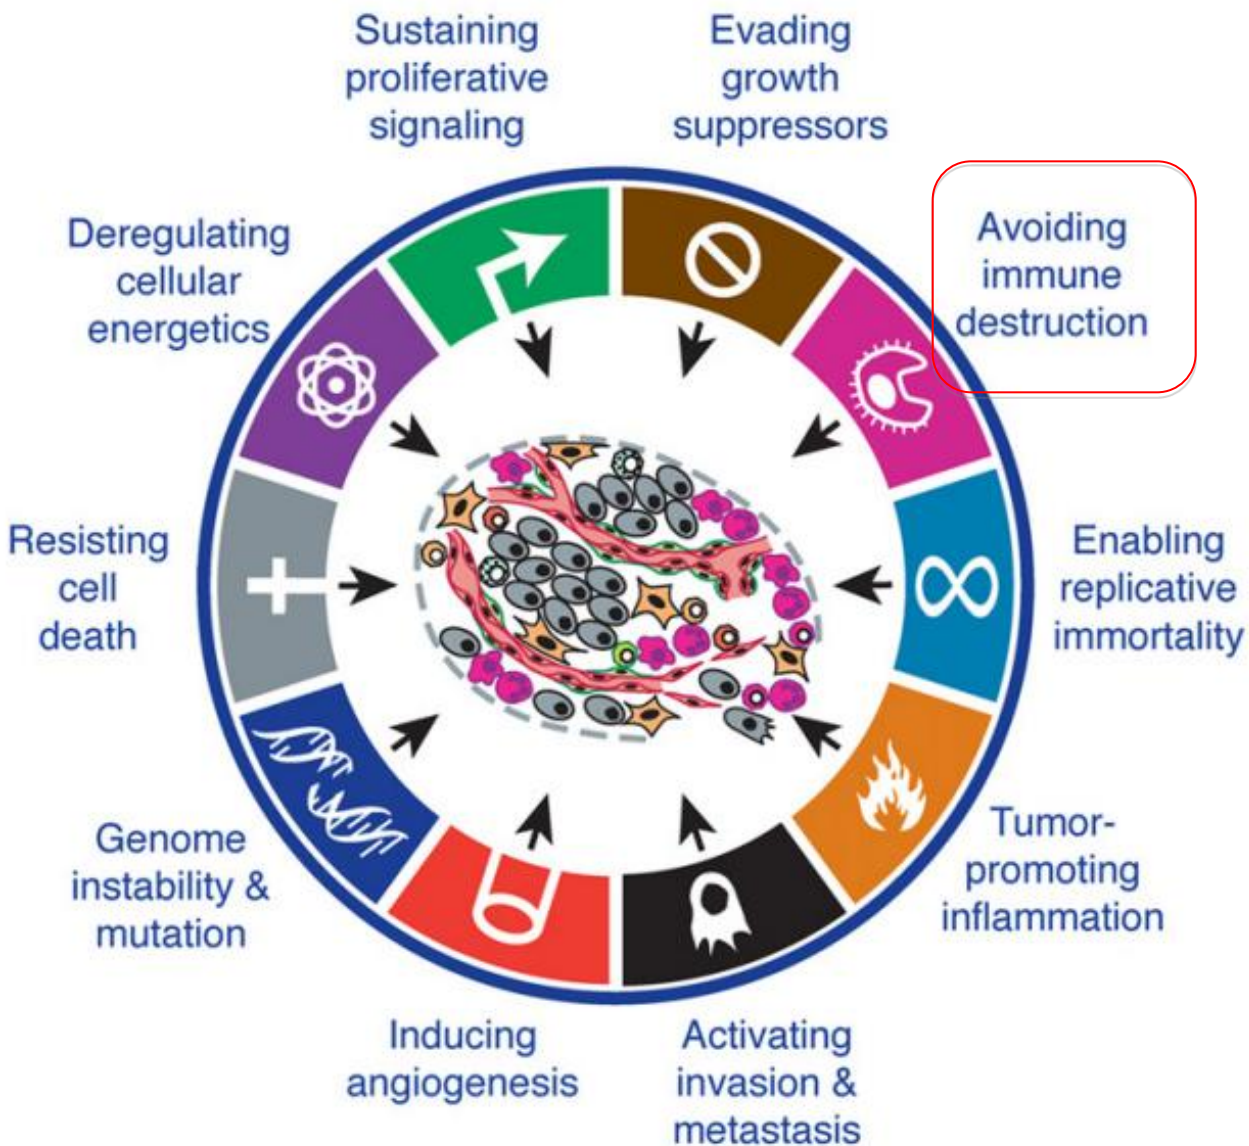 Sustaining
proliferative
signaling
Evading
growth
suppressors
Avoiding
immune
destruction
Enabling
replicative
immortality
Tumor-
promoting
inflammation
Activating
invasion &
metastasis
Inducing
angiogenesis
Genome
instability &
mutation
Resisting
cell
death
Deregulating
cellular
energetics